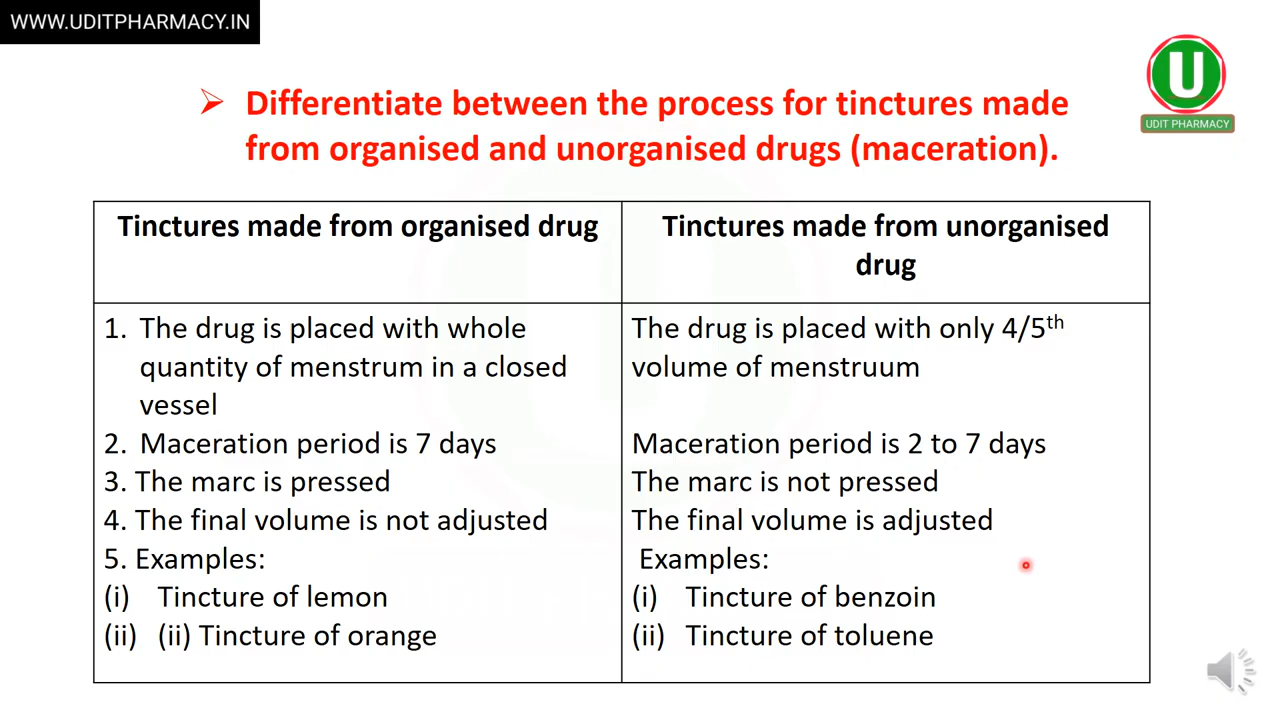 WWW.UDITPHARMACY.IN
U
UDIT PHARMACY
➢ Differentiate between the process for tinctures made
from organised and unorganised drugs (maceration).
Tinctures made from organised drug
Tinctures made from unorganised
drug
1. The drug is placed with whole
quantity of menstrum in a closed
vessel
2. Maceration period is 7 days
3. The marc is pressed
4. The final volume is not adjusted
5. Examples:
(i) Tincture of lemon
(ii) (ii) Tincture of orange
The drug is placed with only 4/5th
volume of menstruum
Maceration period is 2 to 7 days
The marc is not pressed
The final volume is adjusted
Examples:
(i) Tincture of benzoin
(ii) Tincture of toluene